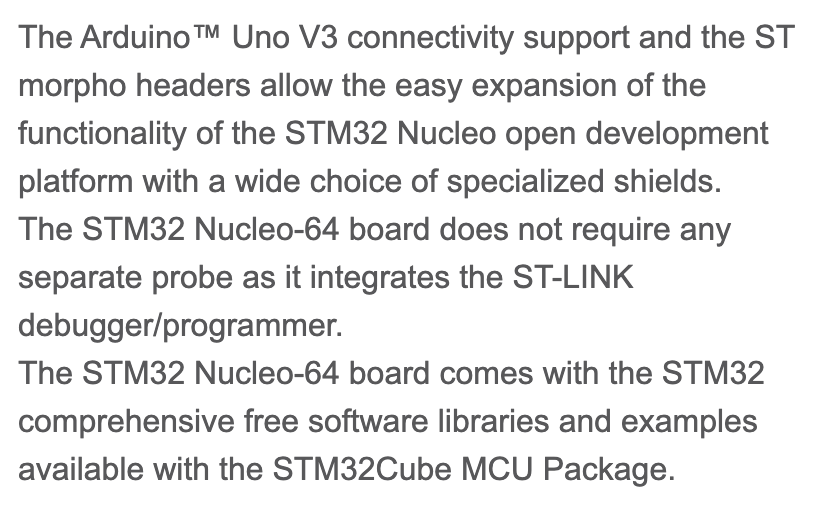 The Arduino™ Uno V3 connectivity support and the ST
morpho headers allow the easy expansion of the
functionality of the STM32 Nucleo open development
platform with a wide choice of specialized shields.
The STM32 Nucleo-64 board does not require any
separate probe as it integrates the ST-LINK
debugger/programmer.
The STM32 Nucleo-64 board comes with the STM32
comprehensive free software libraries and examples
available with the STM32Cube MCU Package.